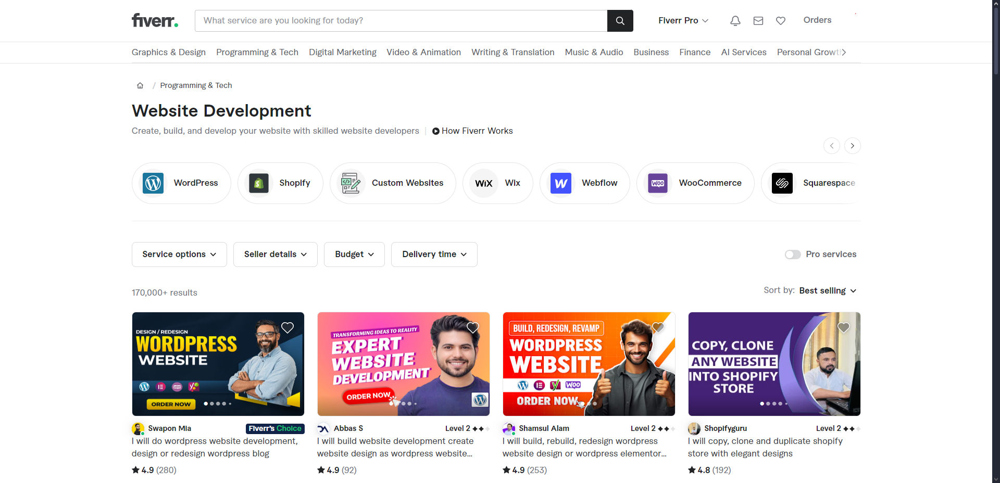 fiverr.
What service are you looking for today?
Fiverr Pro
Orders
Graphics & Design
Programming & Tech
Digital Marketing
Video & Animation
Writing & Translation
Music & Audio
Business
Finance
AI Services
Personal Growth
/ Programming & Tech
Website Development
Create, build, and develop your website with skilled website developers
How Fiverr Works
WordPress
Shopify
Custom Websites
WiX
Wix
Webflow
woo
WooCommerce
Squarespace
Service options
Seller details
Budget
Delivery time
Pro services
170,000+ results
Sort by: Best selling
DESIGN / REDESIGN
WORDPRESS
WEBSITE
ORDER NOW
TRANSFORMING IDEAS TO REALITY
EXPERT
WEBSITE
DEVELOPMENT
ORDER NOW
BUILD, REDESIGN, REVAMP
WORDPRESS
WEBSITE
woo
ORDER NOW
COPY, CLONE
ANY WEBSITE
INTO SHOPIFY
STORE
Swapon Mia
Fiverr's Choice
I will do wordpress website development,
design or redesign wordpress blog
4.9 (280)
Abbas S
Level 2
I will build website development create
website design as wordpress website...
4.9 (92)
Shamsul Alam
Level 2
I will build, rebuild, redesign wordpress
website design or wordpress elementor...
4.9 (253)
Shopifyguru
Level 2
I will copy, clone and duplicate shopify
store with elegant designs
4.8 (192)